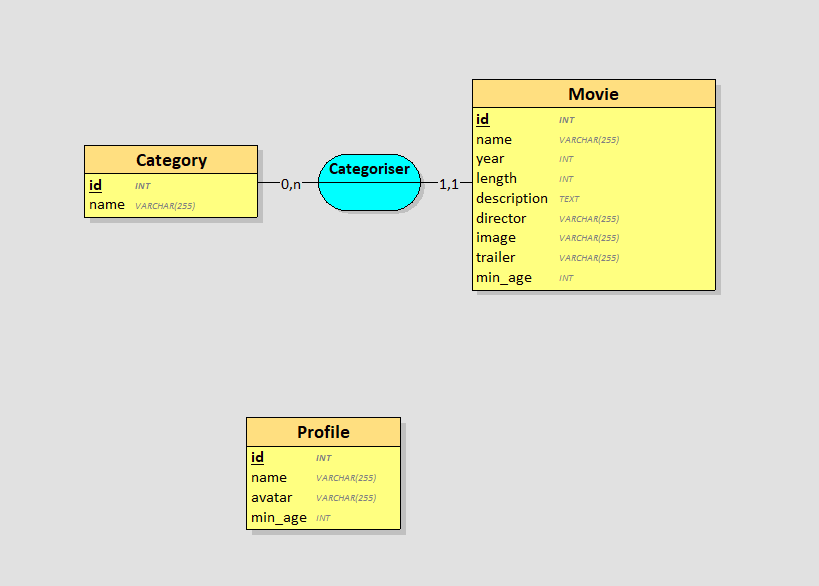 Movie
id INT
name VARCHAR(255)
year INT
length INT
description TEXT
director VARCHAR(255)
image VARCHAR(255)
trailer VARCHAR(255)
min_age INT
Category
id INT
name VARCHAR(255)
0,n
Categoriser
1,1
Profile
id INT
name VARCHAR(255)
avatar VARCHAR(255)
min_age INT